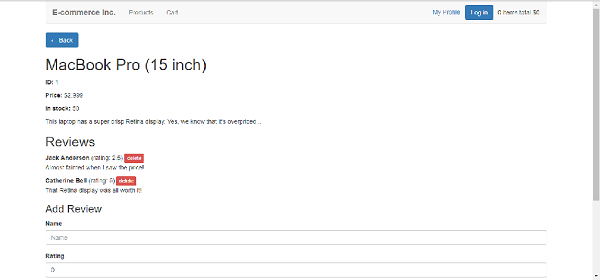 E-commerce Inc. Products Cart My Profile Log in 0 items total $0
← Back
MacBook Pro (15 inch)
ID: 1
Price: $2,999
In stock: 50
This laptop has a super crisp Retina display. Yes, we know that it's overpriced...
Reviews
Jack Anderson (rating: 2.5) delete
Almost fainted when I saw the price!!
Catherine Bell (rating: 5) delete
That Retina display was all worth it!
Add Review
Name
Name
Rating
0